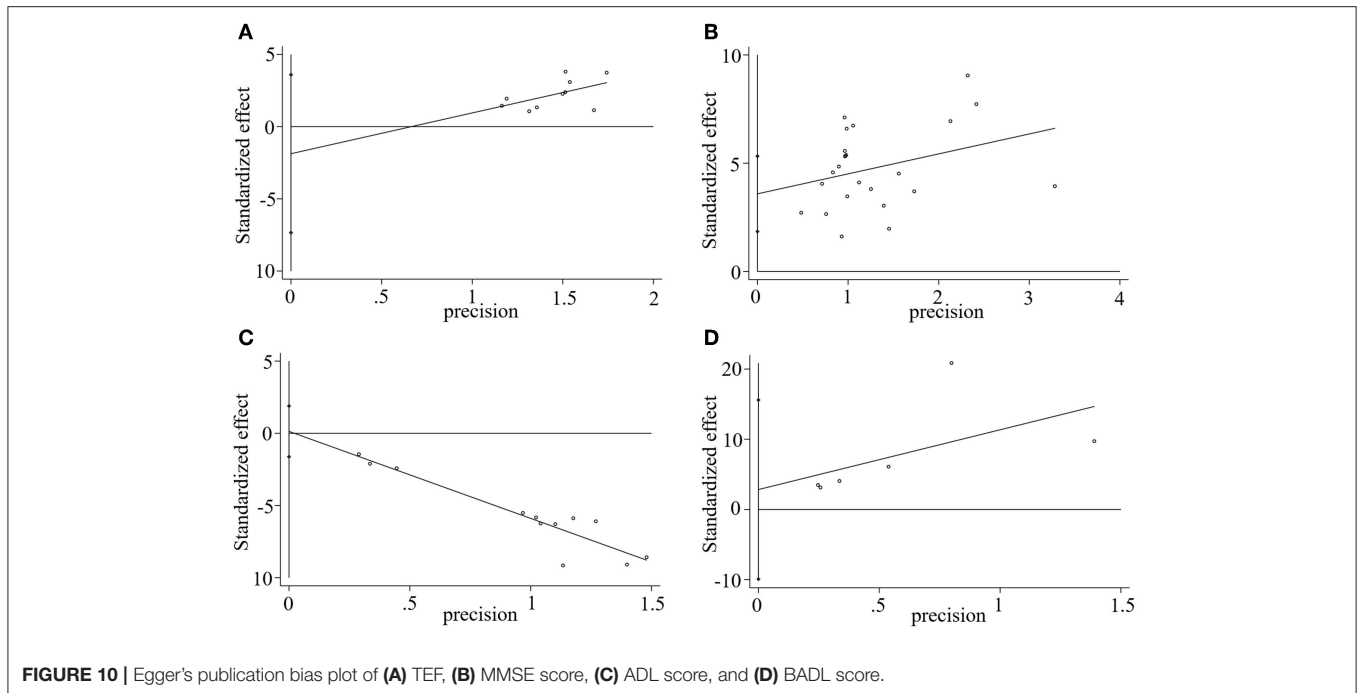 A
Standardized effect
5
0
-5
10
0 .5 1 1.5 2
precision
B
Standardized effect
10
5
0
0 1 2 3 4
precision
C
Standardized effect
5
0
-5
10
0 .5 1 1.5
precision
D
Standardized effect
20
10
0
-10
0 .5 1 1.5
precision
FIGURE 10 | Egger's publication bias plot of (A) TEF, (B) MMSE score, (C) ADL score, and (D) BADL score.